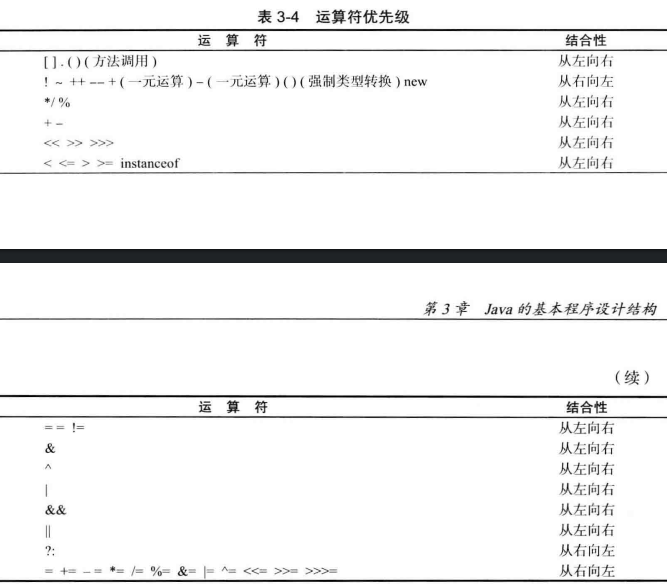 表 3-4 运算符优先级
运 算 符 结合性
[ ] . ( ) ( 方法调用 ) 从左向右
! ~ ++ -- + ( 一元运算 ) – ( 一元运算 ) ( ) ( 强制类型转换 ) new 从右向左
*/ % 从左向右
+ – 从左向右
<< >> >>> 从左向右
< <= > >= instanceof 从左向右
第 3 章 Java 的基本程序设计结构
（续）
运 算 符 结合性
== != 从左向右
& 从左向右
^ 从左向右
| 从左向右
&& 从左向右
|| 从左向右
?: 从右向左
= += –= *= /= %= &= |= ^= <<= >>= >>>= 从右向左